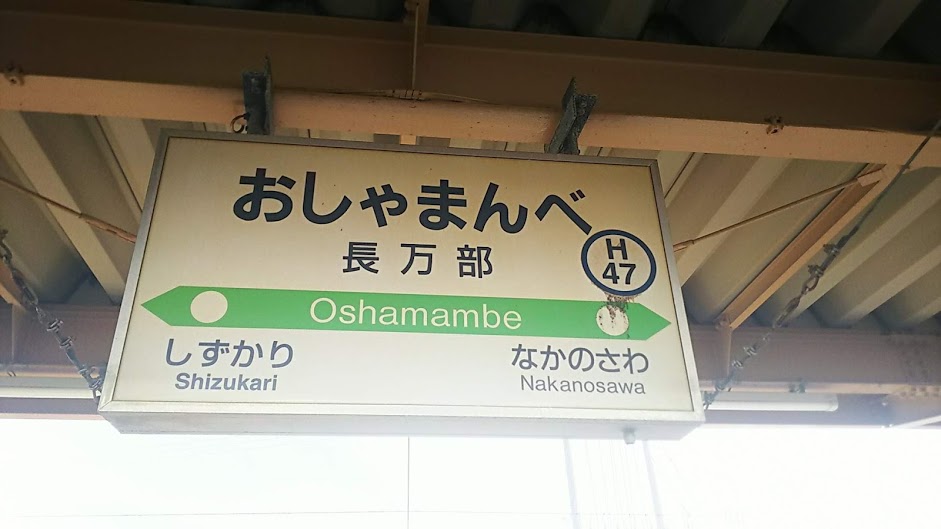 おしゃまんべ
長万部
H
47
Oshamambe
しずかり
Shizukari
なかのさわ
Nakanosawa